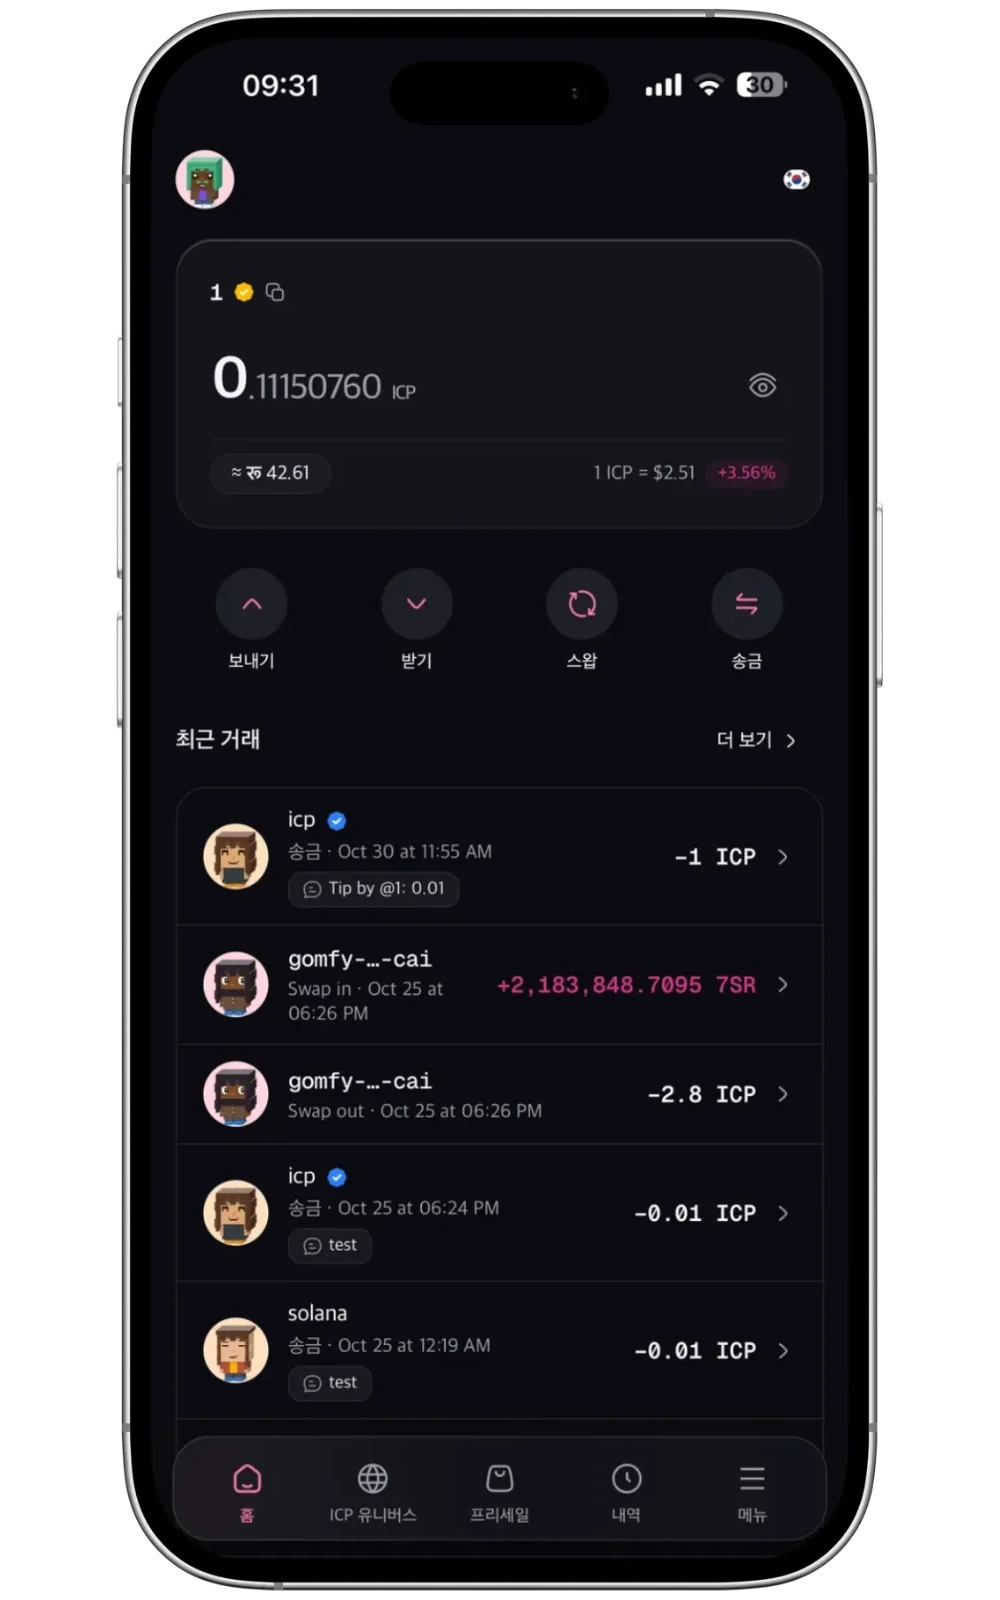 09:31
30
1
0.11150760 ICP
≈ रू 42.61
1 ICP = $2.51 +3.56%
보내기 받기 스왑 송금
최근 거래 더 보기
icp
송금 · Oct 30 at 11:55 AM
-1 ICP
Tip by @1: 0.01
gomfy-…-cai
Swap in · Oct 25 at
06:26 PM
+2,183,848.7095 7SR
gomfy-…-cai
Swap out · Oct 25 at 06:26 PM
-2.8 ICP
icp
송금 · Oct 25 at 06:24 PM
-0.01 ICP
test
solana
송금 · Oct 25 at 12:19 AM
-0.01 ICP
test
홈 ICP 유니버스 프리세일 내역 메뉴